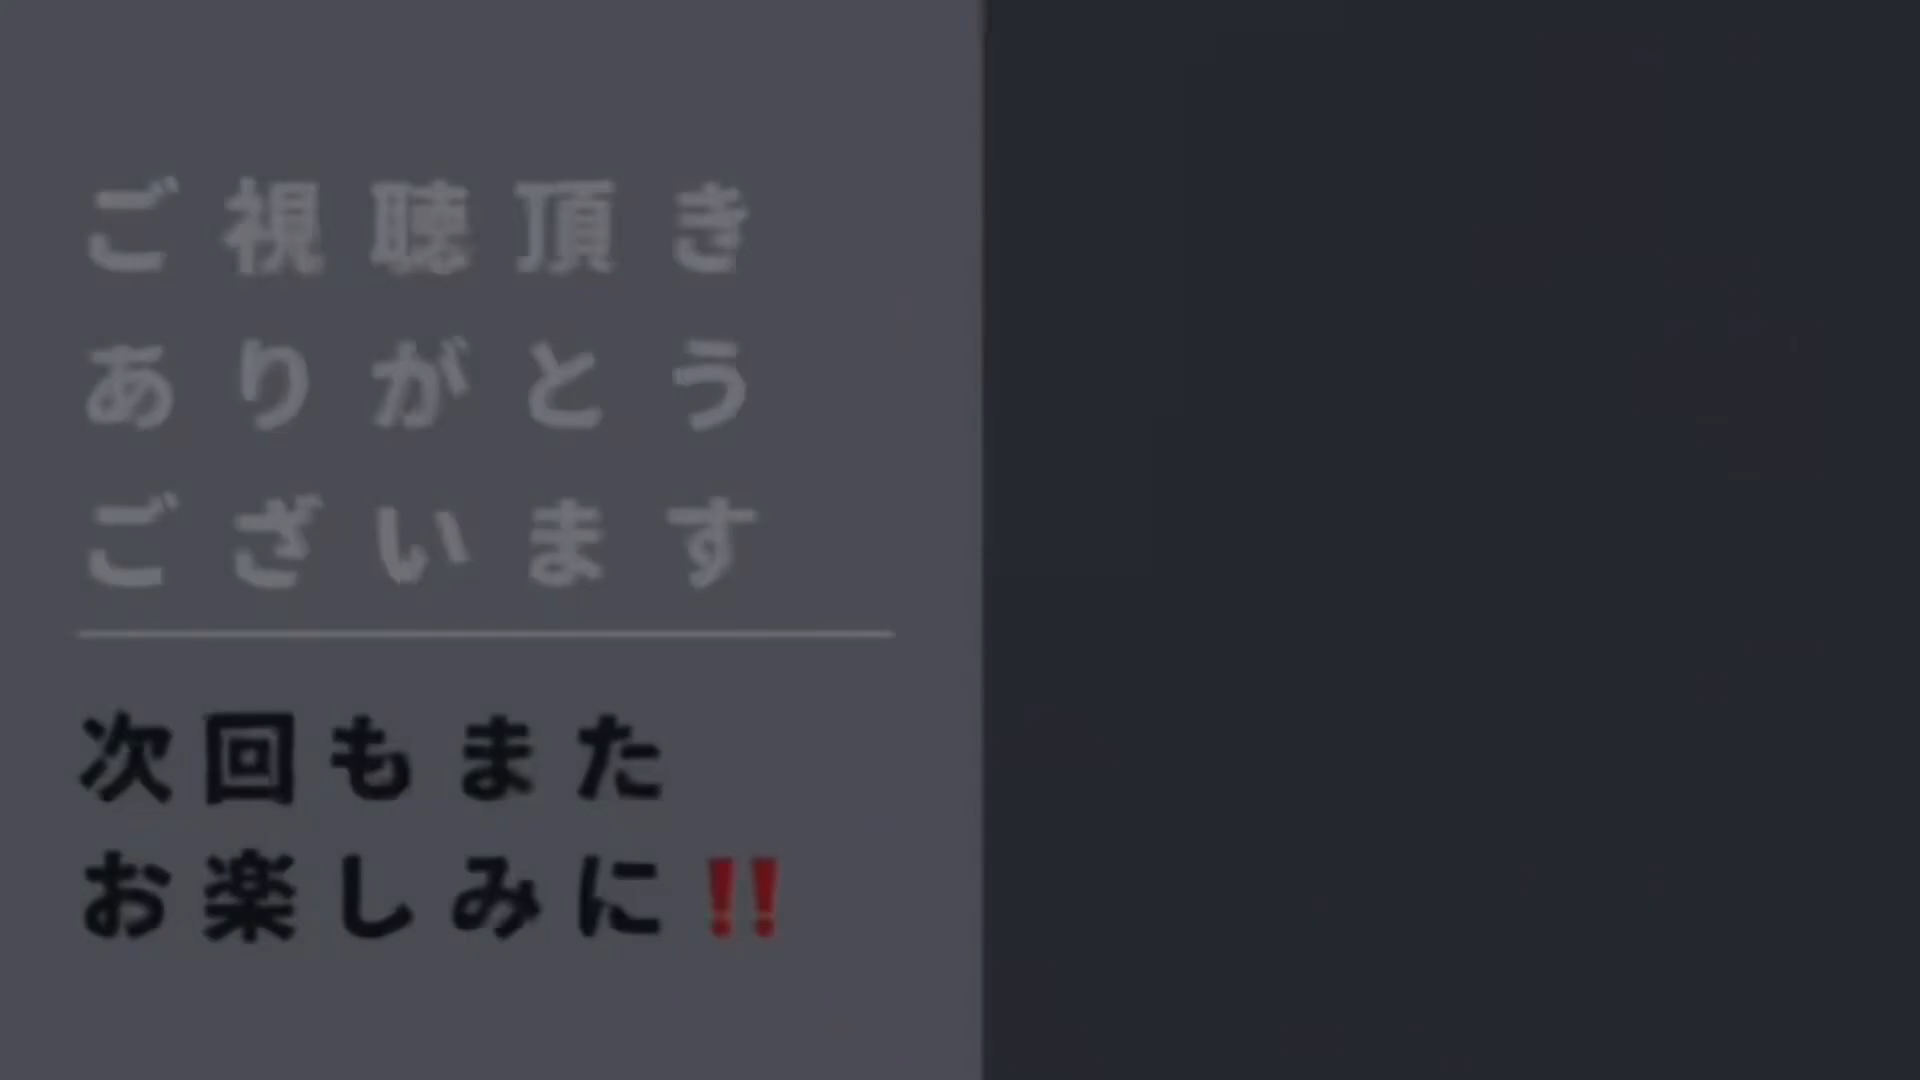 ご視聴頂き
ありがとう
ございます
次回もまた
お楽しみに‼